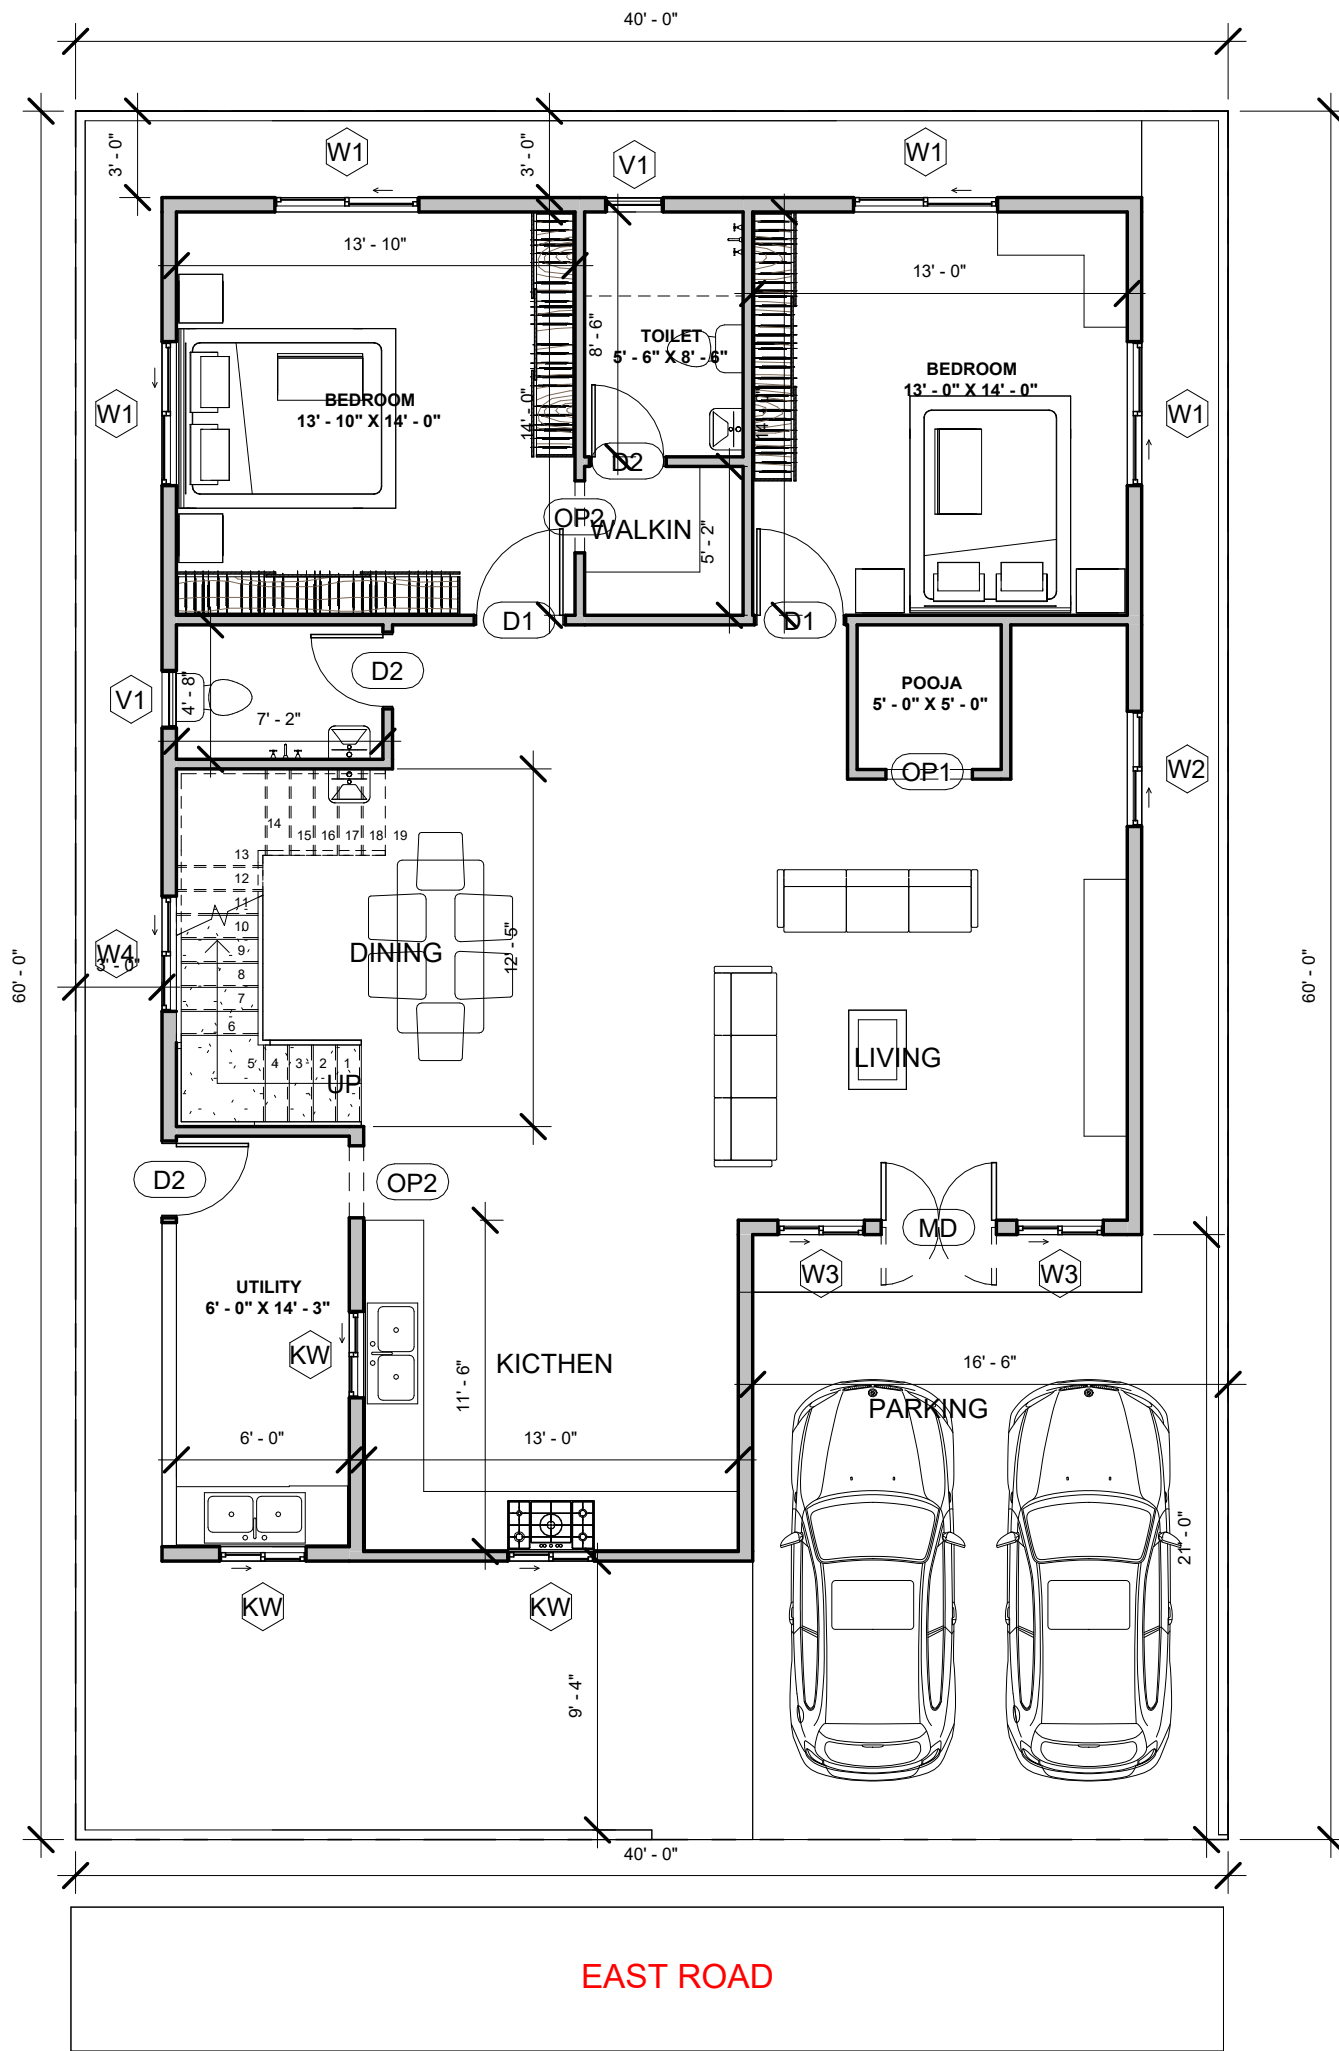 40' - 0"
3' - 0"
3' - 0"
W1
V1
W1
13' - 10"
13' - 0"
8' - 6"
TOILET
5' - 6" X 8' - 6"
BEDROOM
13' - 10" X 14' - 0"
14' - 0"
BEDROOM
13' - 0" X 14' - 0"
W1
W1
D2
OP2
WALKIN
5' - 2"
D1
D1
D2
V1
4' - 8"
7' - 2"
POOJA
5' - 0" X 5' - 0"
OP1
W2
14
15
16
17
18
19
13
12
11
10
9
8
7
6
5
4
3
2
1
UP
DINING
12' - 5"
W4
3' - 0"
60' - 0"
60' - 0"
LIVING
D2
OP2
MD
W3
W3
UTILITY
6' - 0" X 14' - 3"
KW
KICTHEN
11' - 6"
16' - 6"
PARKING
6' - 0"
13' - 0"
21' - 0"
KW
KW
9' - 4"
40' - 0"
EAST ROAD